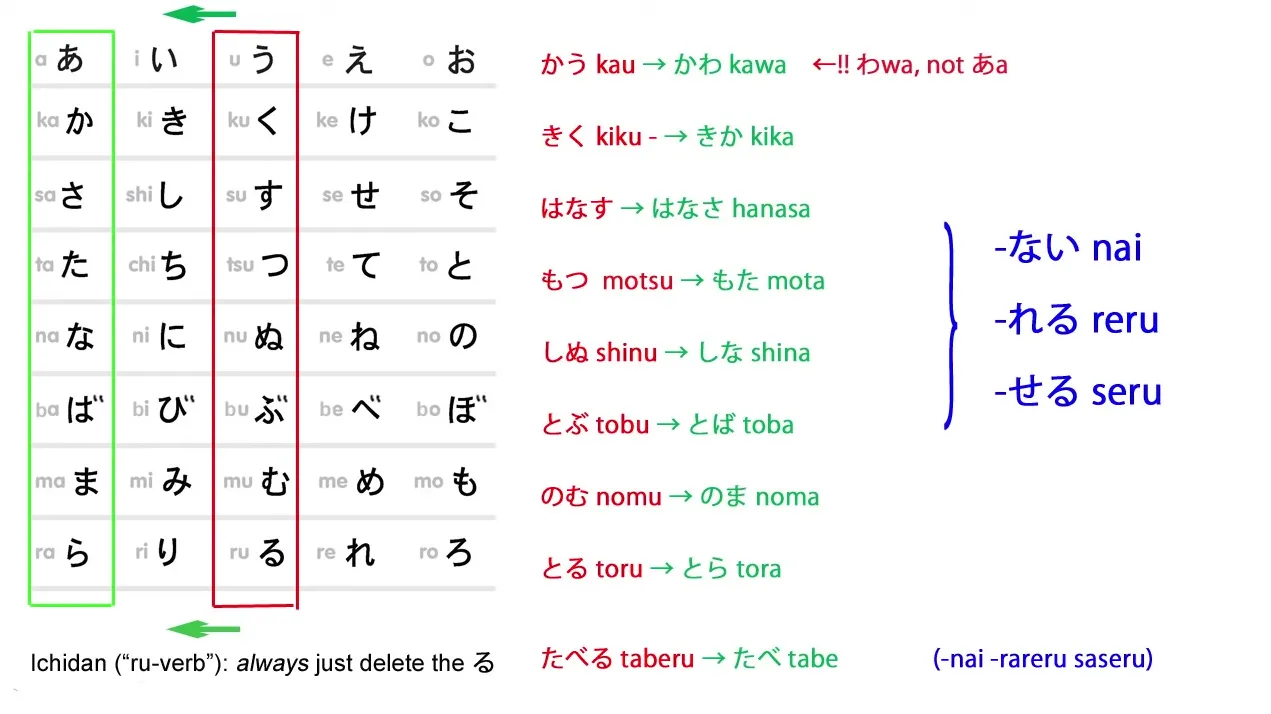 a あ i い u う e え o お
ka か ki き ku く ke け ko こ
sa さ shi し su す se せ so そ
ta た chi ち tsu つ te て to と
na な ni に nu ぬ ne ね no の
ba ば bi び bu ぶ be べ bo ぼ
ma ま mi み mu む me め mo も
ra ら ri り ru る re れ ro ろ
Ichidan (“ru-verb”): always just delete the る
かう kau → かわ kawa ←!! わwa, not あa
きく kiku - → きか kika
はなす → はなさ hanasa
もつ motsu → もた mota
しぬ shinu → しな shina
とぶ tobu → とば toba
のむ nomu → のま noma
とる toru → とら tora
たべる taberu → たべ tabe
-ない nai
-れる reru
-せる seru
(-nai -rareru saseru)